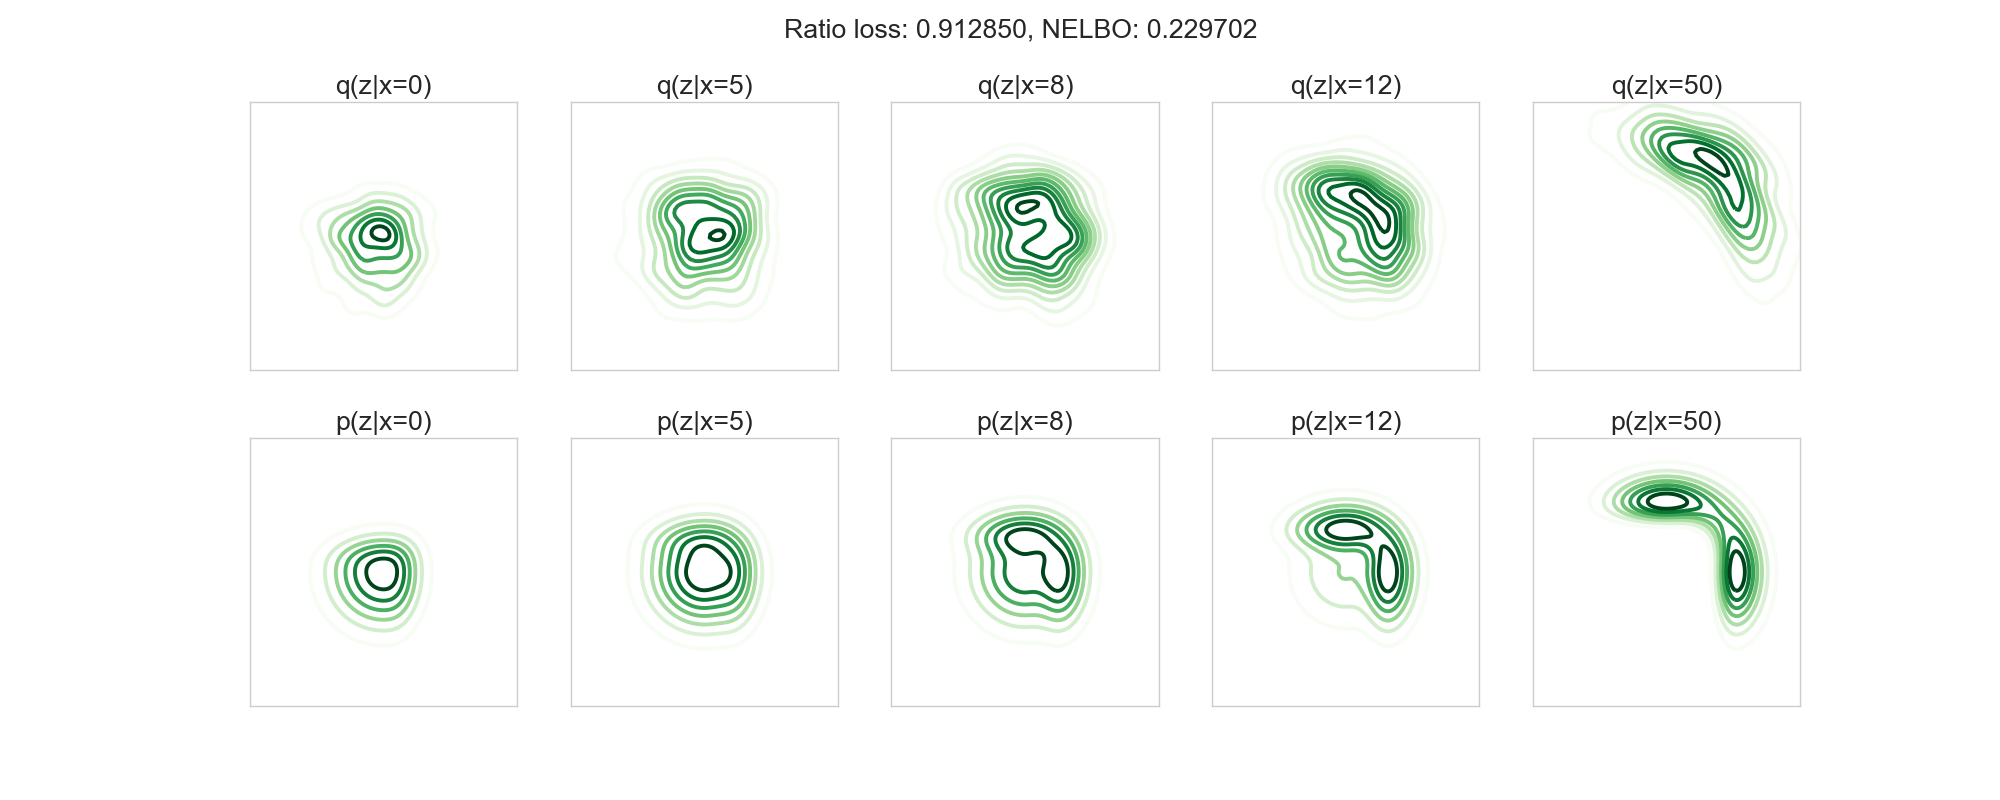 Ratio loss: 0.912850, NELBO: 0.229702
q(z|x=0) q(z|x=5) q(z|x=8) q(z|x=12) q(z|x=50)
p(z|x=0) p(z|x=5) p(z|x=8) p(z|x=12) p(z|x=50)